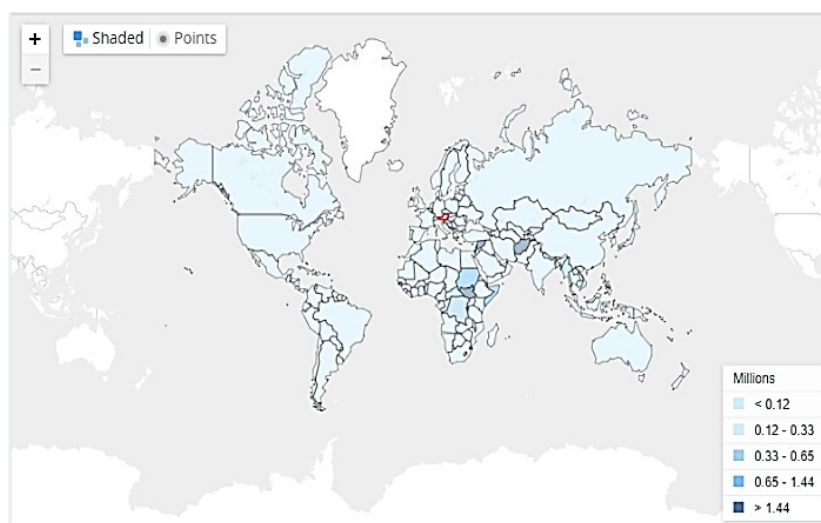 +
Shaded Points
−
Millions
< 0.12
0.12 - 0.33
0.33 - 0.65
0.65 - 1.44
> 1.44